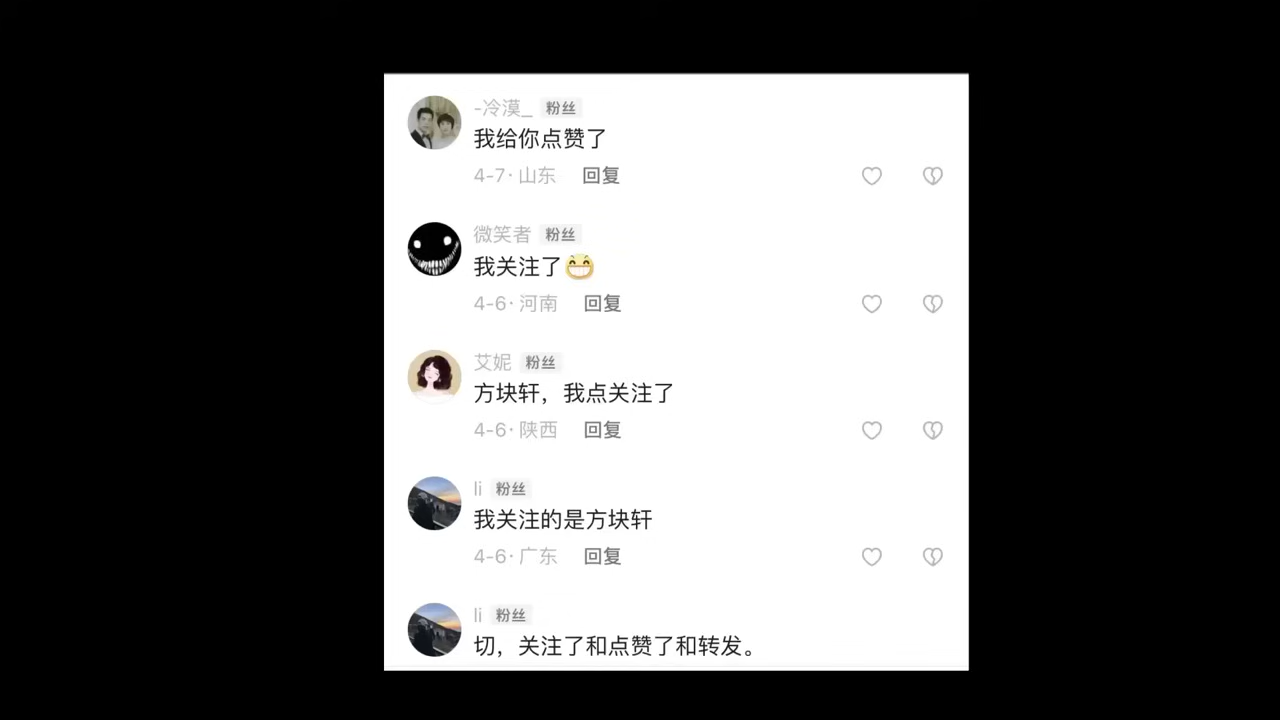 -冷漠_ 粉丝
我给你点赞了
4-7·山东 回复
微笑者 粉丝
我关注了😁
4-6·河南 回复
艾妮 粉丝
方块轩，我点关注了
4-6·陕西 回复
li 粉丝
我关注的是方块轩
4-6·广东 回复
li 粉丝
切，关注了和点赞了和转发。